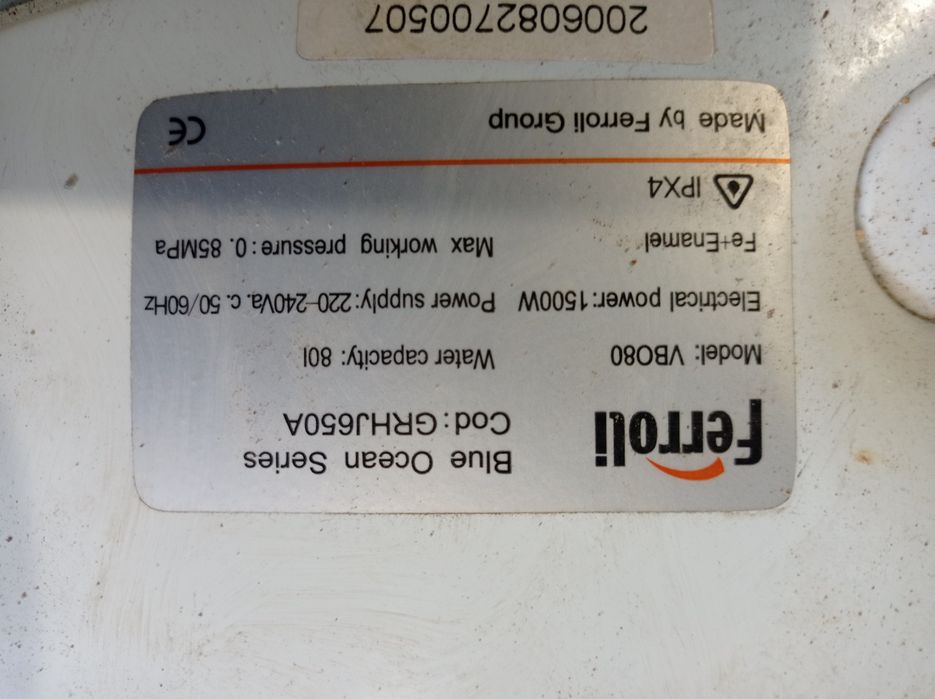 Ferroli
Blue Ocean Series
Cod: GRHJ650A
Model: VBO80 Water capacity: 80l
Electrical power: 1500W Power supply: 220-240Va.c. 50/60Hz
Fe+Enamel Max working pressure: 0.85MPa
IPX4
Made by Ferroli Group CE
2006082700507